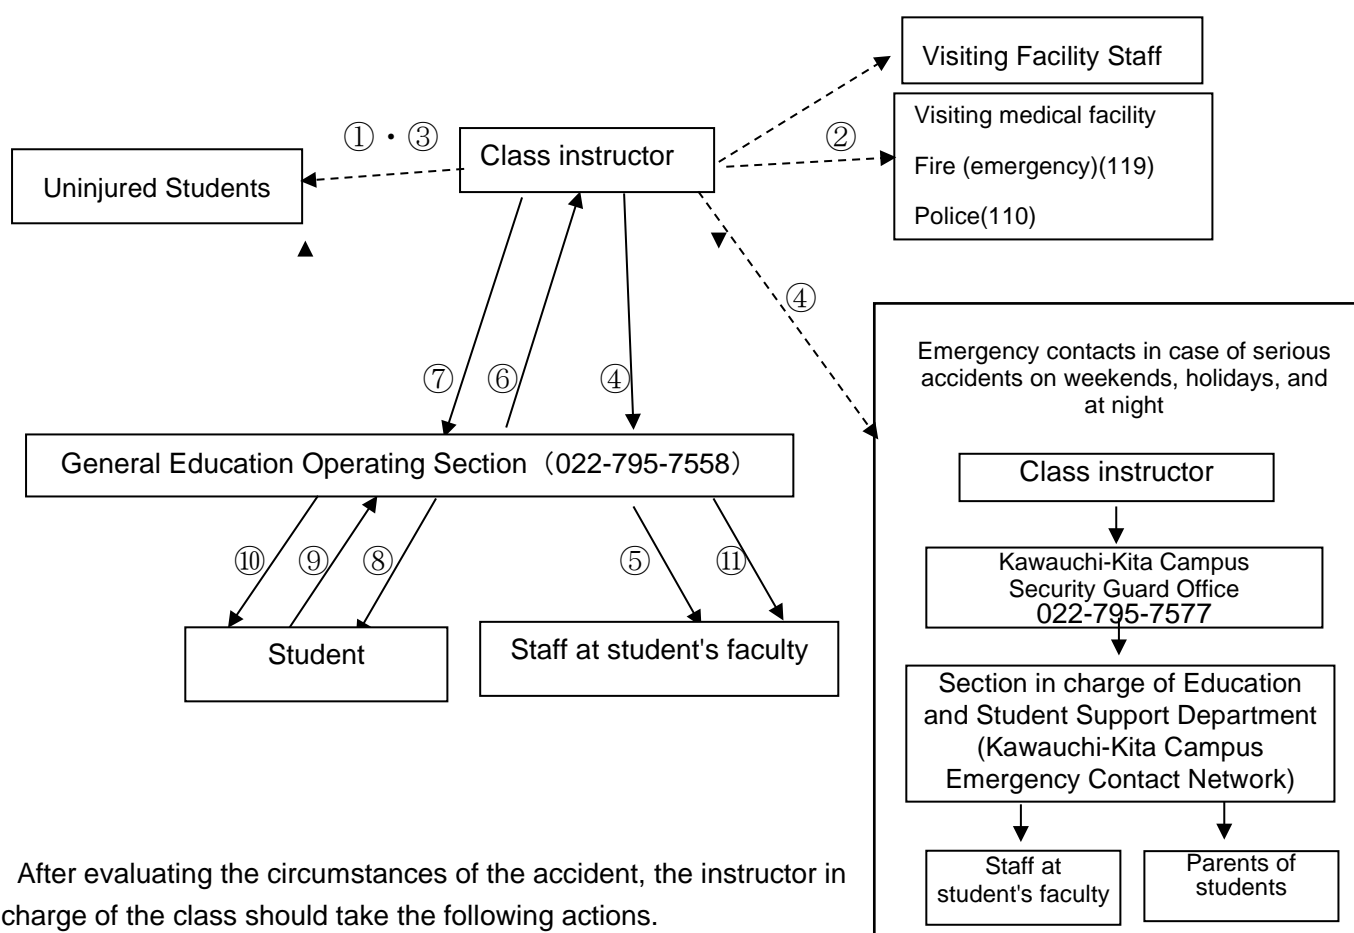 Visiting Facility Staff
①・③
Class instructor
②
Visiting medical facility
Fire (emergency)(119)
Police(110)
Uninjured Students
④
⑦
⑥
④
General Education Operating Section（022-795-7558）
⑩
⑨
⑧
⑤
⑪
Student
Staff at student's faculty
Emergency contacts in case of serious
accidents on weekends, holidays, and
at night
Class instructor
Kawauchi-Kita Campus
Security Guard Office
022-795-7577
Section in charge of Education
and Student Support Department
(Kawauchi-Kita Campus
Emergency Contact Network)
Staff at
student's faculty
Parents of
students
After evaluating the circumstances of the accident, the instructor in
charge of the class should take the following actions.